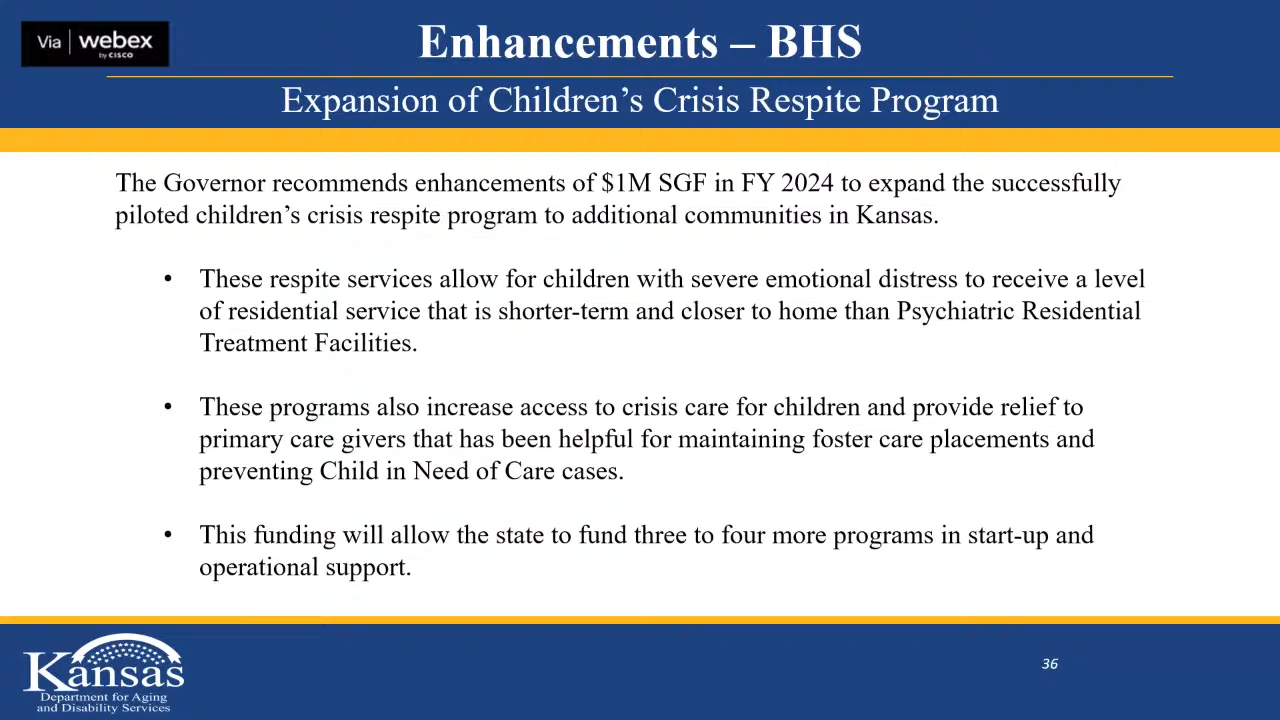 Via webex
by CISCO
Enhancements – BHS
Expansion of Children’s Crisis Respite Program
The Governor recommends enhancements of $1M SGF in FY 2024 to expand the successfully
piloted children’s crisis respite program to additional communities in Kansas.
• These respite services allow for children with severe emotional distress to receive a level
of residential service that is shorter-term and closer to home than Psychiatric Residential
Treatment Facilities.
• These programs also increase access to crisis care for children and provide relief to
primary care givers that has been helpful for maintaining foster care placements and
preventing Child in Need of Care cases.
• This funding will allow the state to fund three to four more programs in start-up and
operational support.
Kansas
Department for Aging
and Disability Services
36